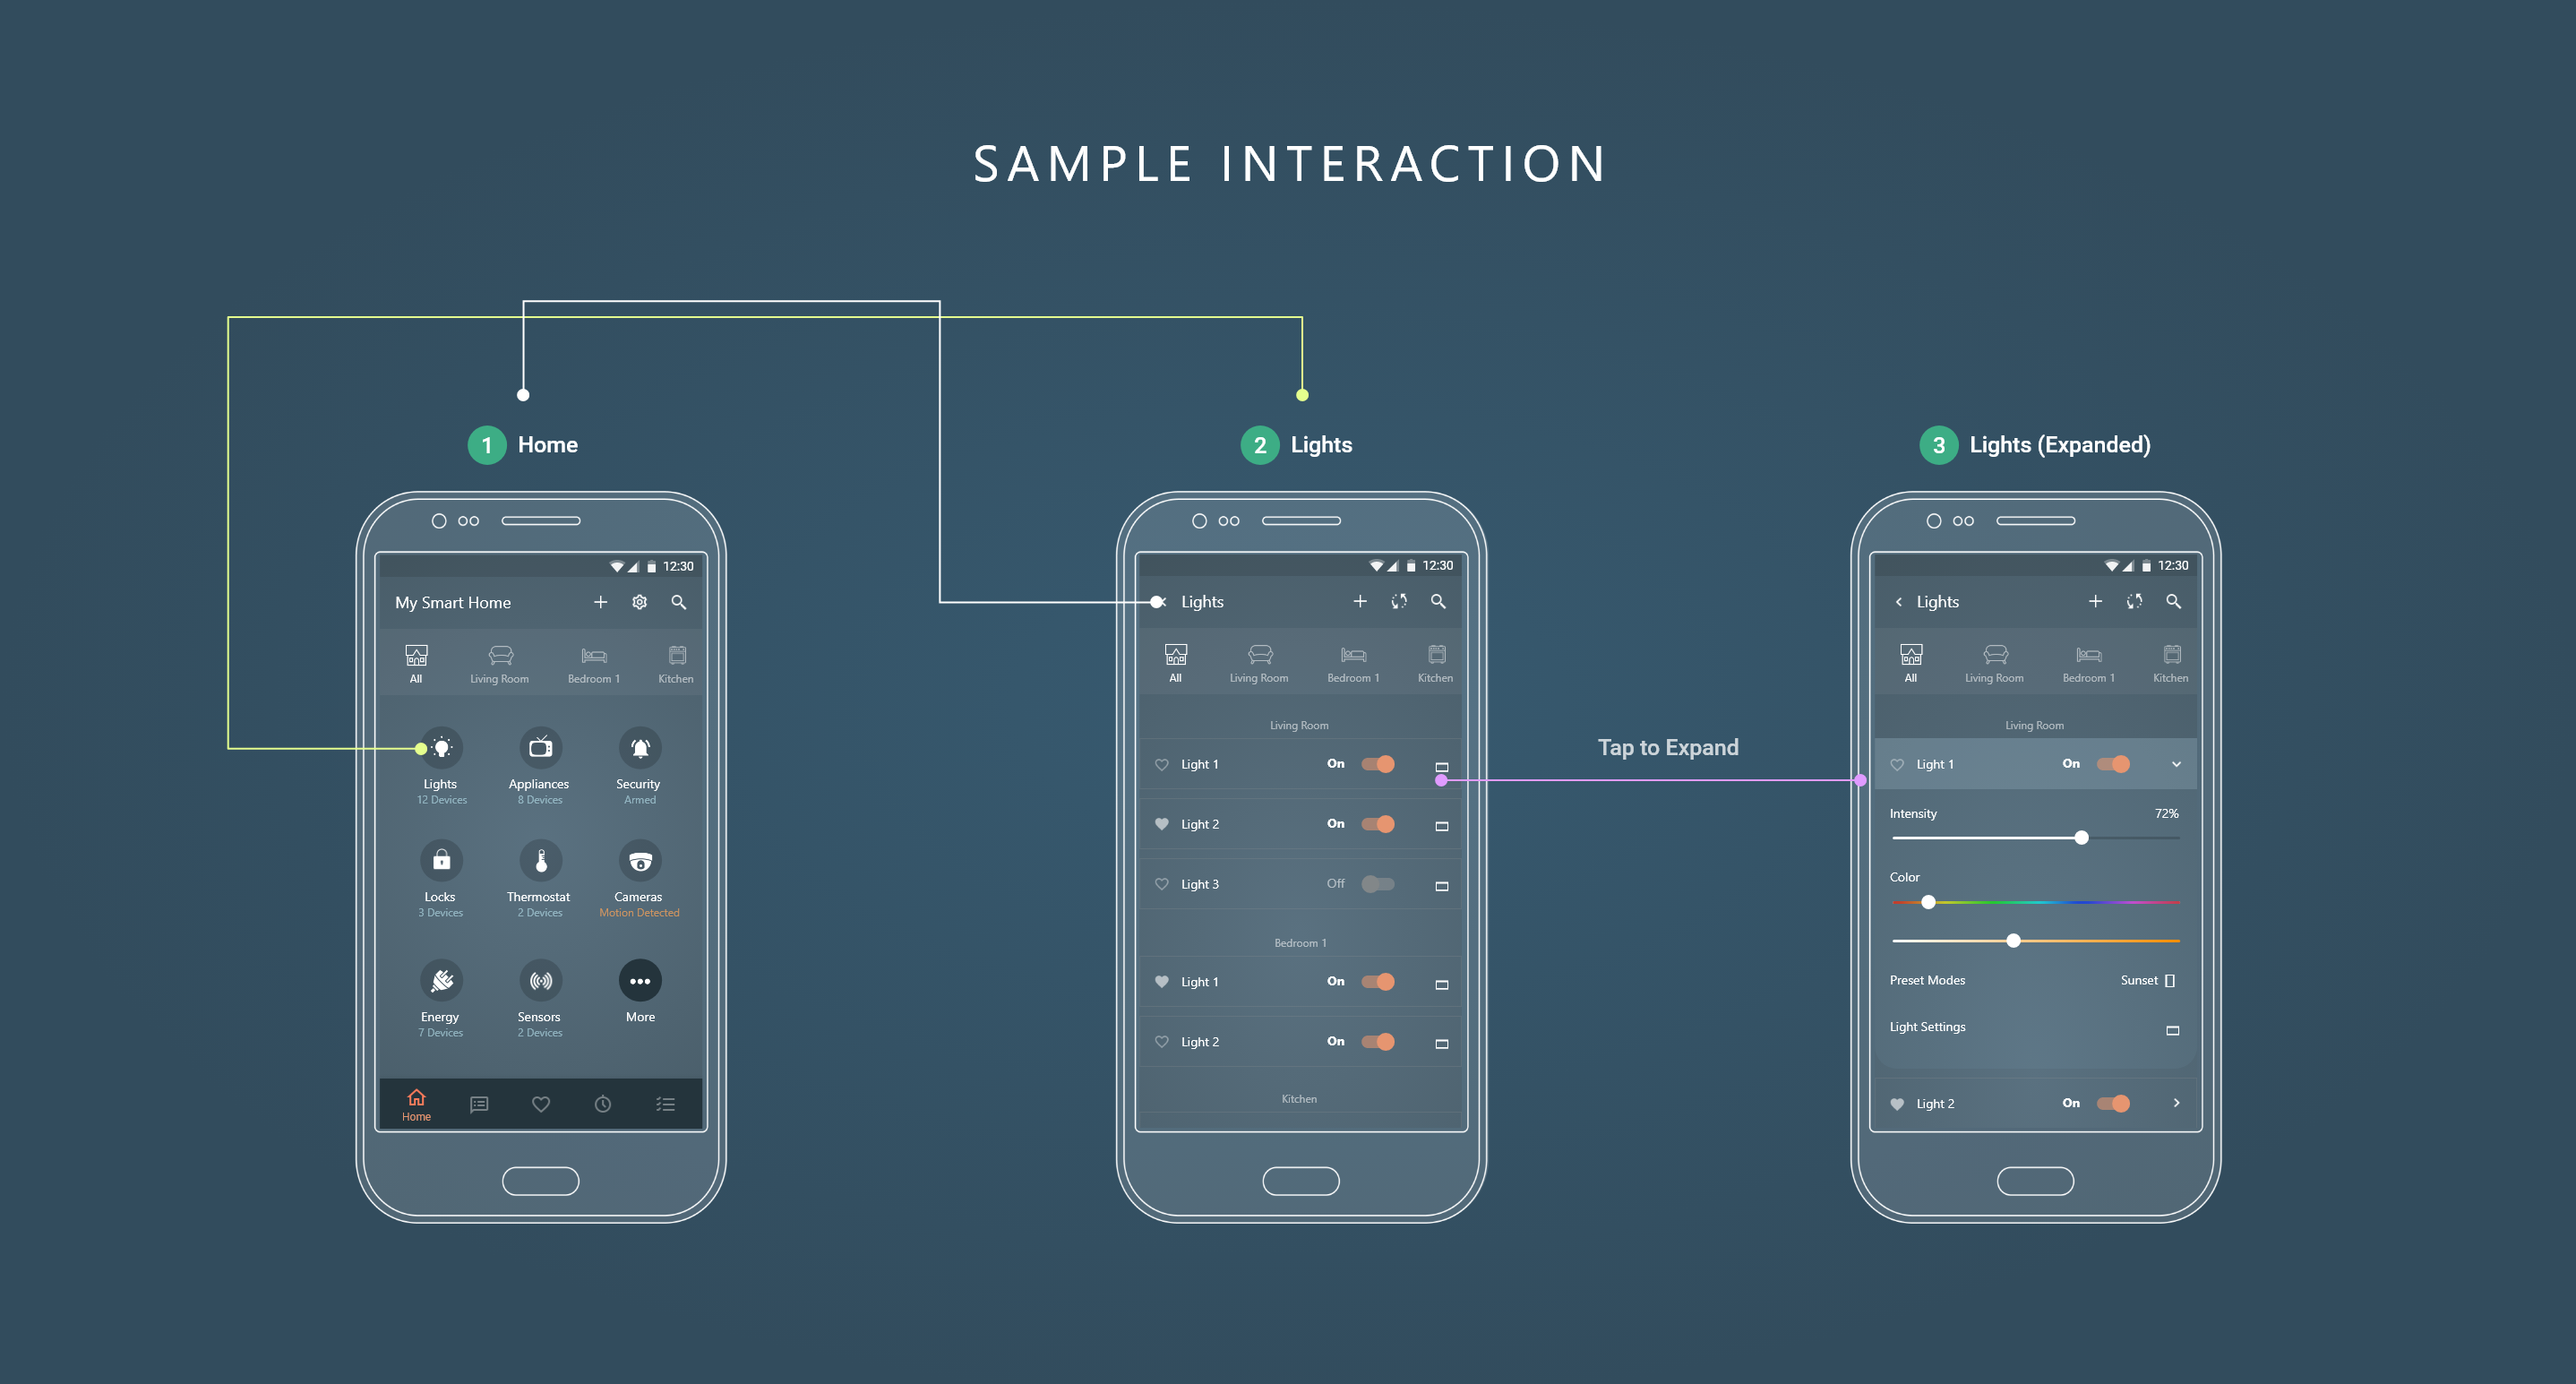 SAMPLE INTERACTION
1 Home
12:30
My Smart Home
All Living Room Bedroom 1 Kitchen
Lights Appliances Security
12 Devices 8 Devices Armed
Locks Thermostat Cameras
3 Devices 2 Devices Motion Detected
Energy Sensors More
7 Devices 2 Devices
Home
2 Lights
12:30
Lights
All Living Room Bedroom 1 Kitchen
Living Room
Light 1 On
Light 2 On
Light 3 Off
Bedroom 1
Light 1 On
Light 2 On
Kitchen
Tap to Expand
3 Lights (Expanded)
12:30
Lights
All Living Room Bedroom 1 Kitchen
Living Room
Light 1 On
Intensity 72%
Color
Preset Modes Sunset
Light Settings
Light 2 On